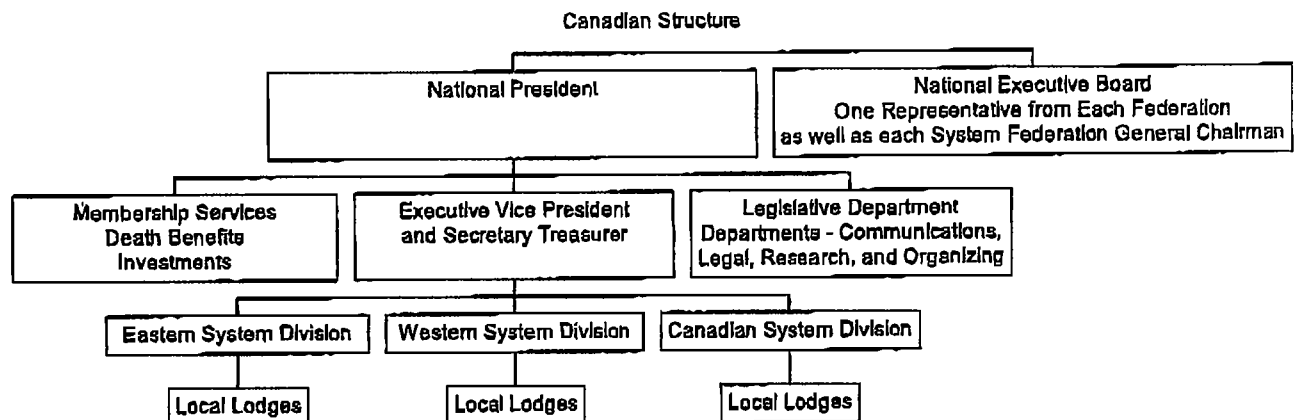 Canadian Structure
National President
National Executive Board
One Representative from Each Federation
as well as each System Federation General Chairman
Membership Services
Death Benefits
Investments
Executive Vice President
and Secretary Treasurer
Legislative Department
Departments - Communications,
Legal, Research, and Organizing
Eastern System Division
Western System Division
Canadian System Division
Local Lodges
Local Lodges
Local Lodges